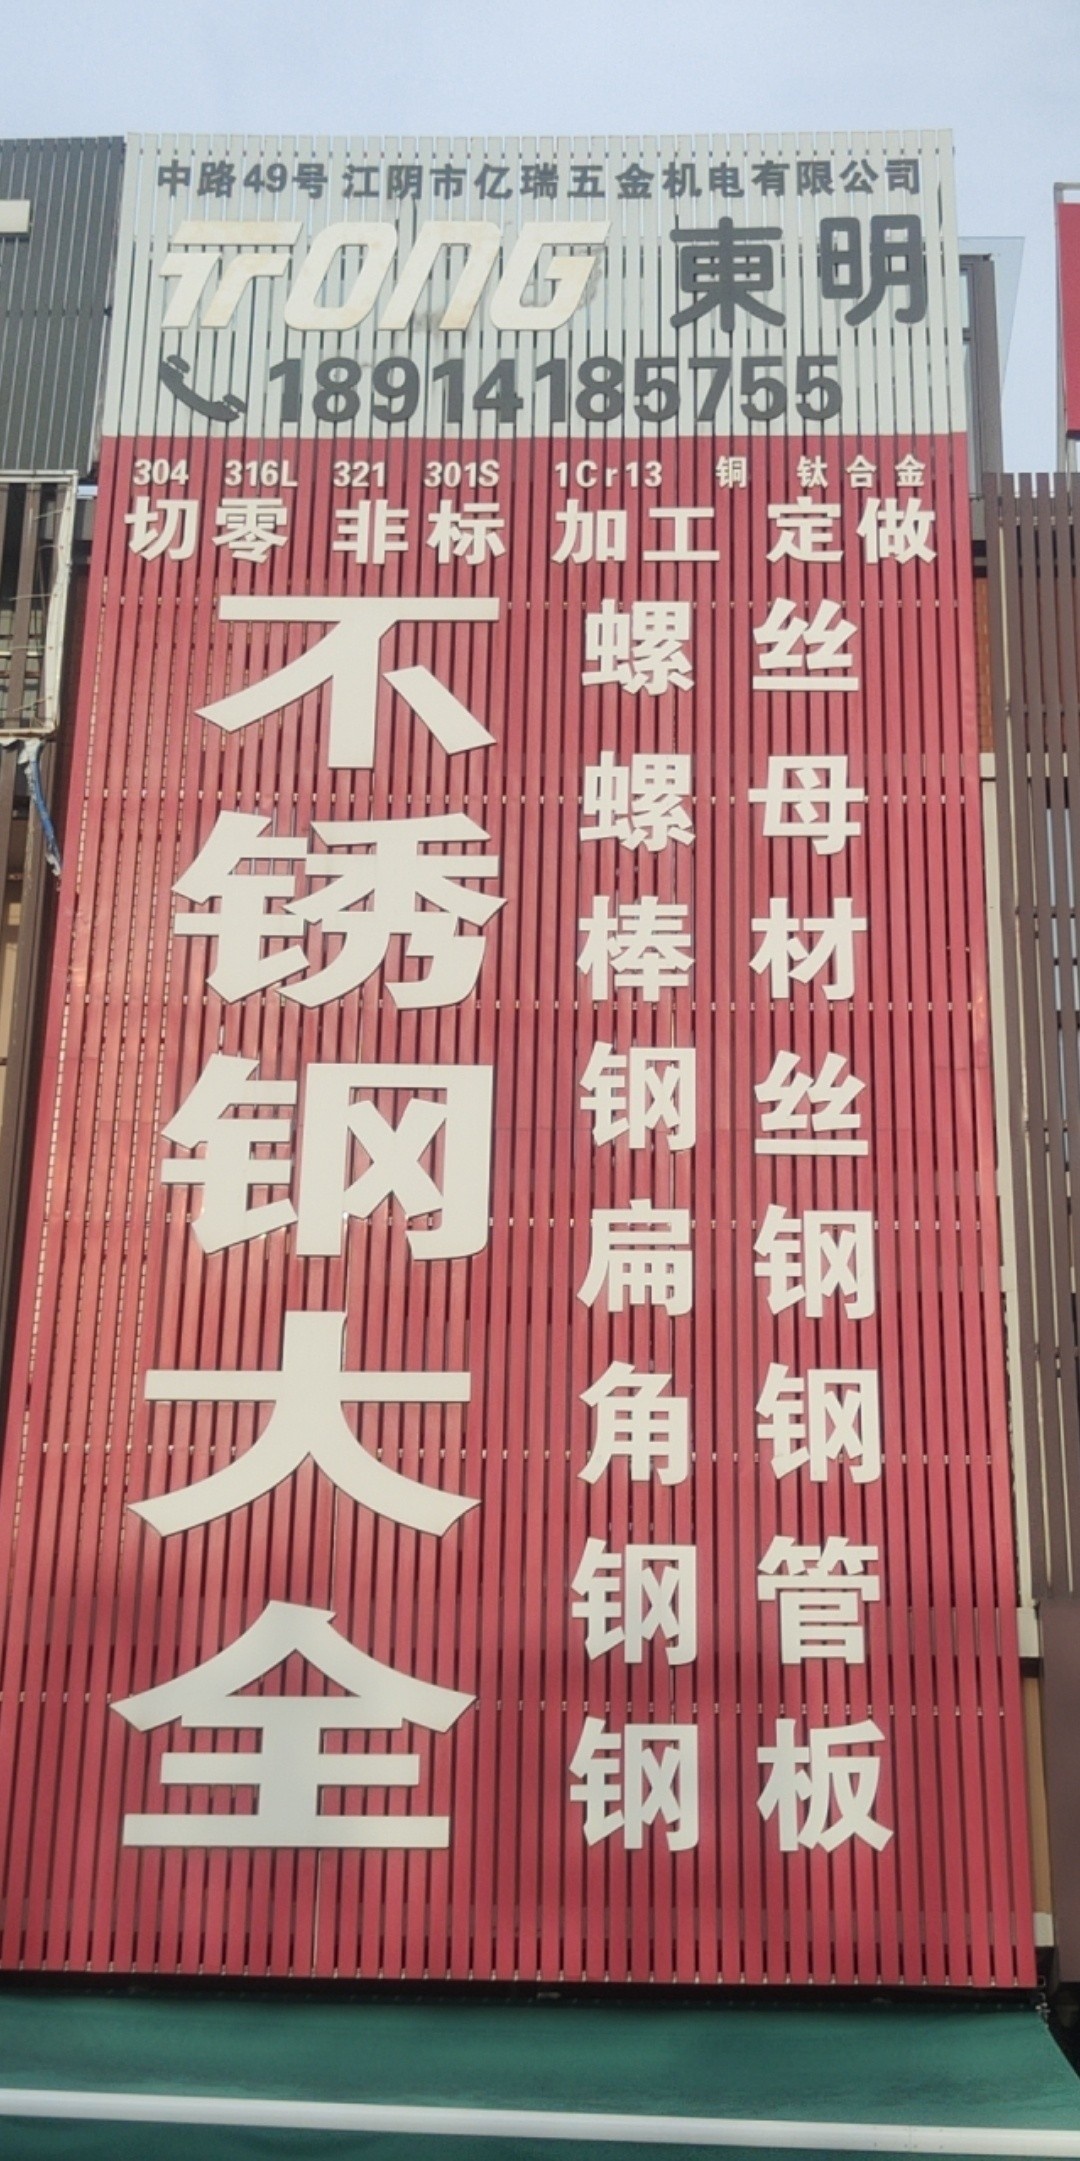 中路49号 江阴市亿瑞五金机电有限公司
TONG 東明
18914185755
304 316L 321 301S 1Cr13 铜 钛合金
切零 非标 加工 定做
不锈钢大全
螺丝
螺母
棒材
钢丝
扁钢
角钢
钢管
钢板